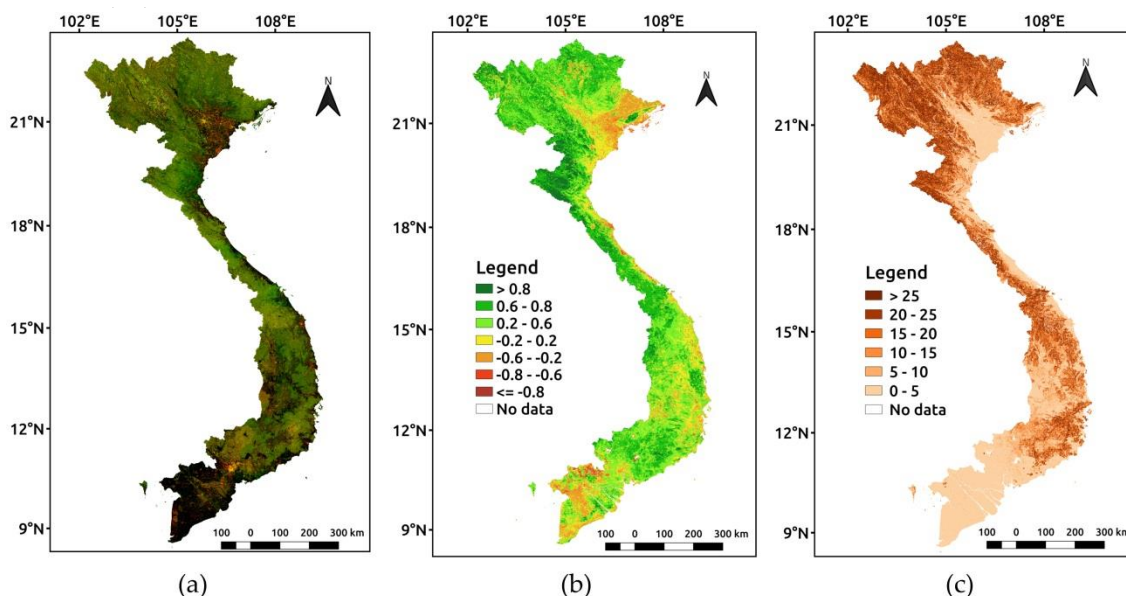 102°E 105°E 108°E
N
21°N
18°N
15°N
12°N
9°N
100 0 100 200 300 km
(a)
102°E 105°E 108°E
N
21°N
18°N
15°N
12°N
9°N
Legend
> 0.8
0.6 - 0.8
0.2 - 0.6
-0.2 - 0.2
-0.6 - -0.2
-0.8 - -0.6
<= -0.8
No data
100 0 100 200 300 km
(b)
102°E 105°E 108°E
N
21°N
18°N
15°N
12°N
9°N
Legend
> 25
20 - 25
15 - 20
10 - 15
5 - 10
0 - 5
No data
100 0 100 200 300 km
(c)